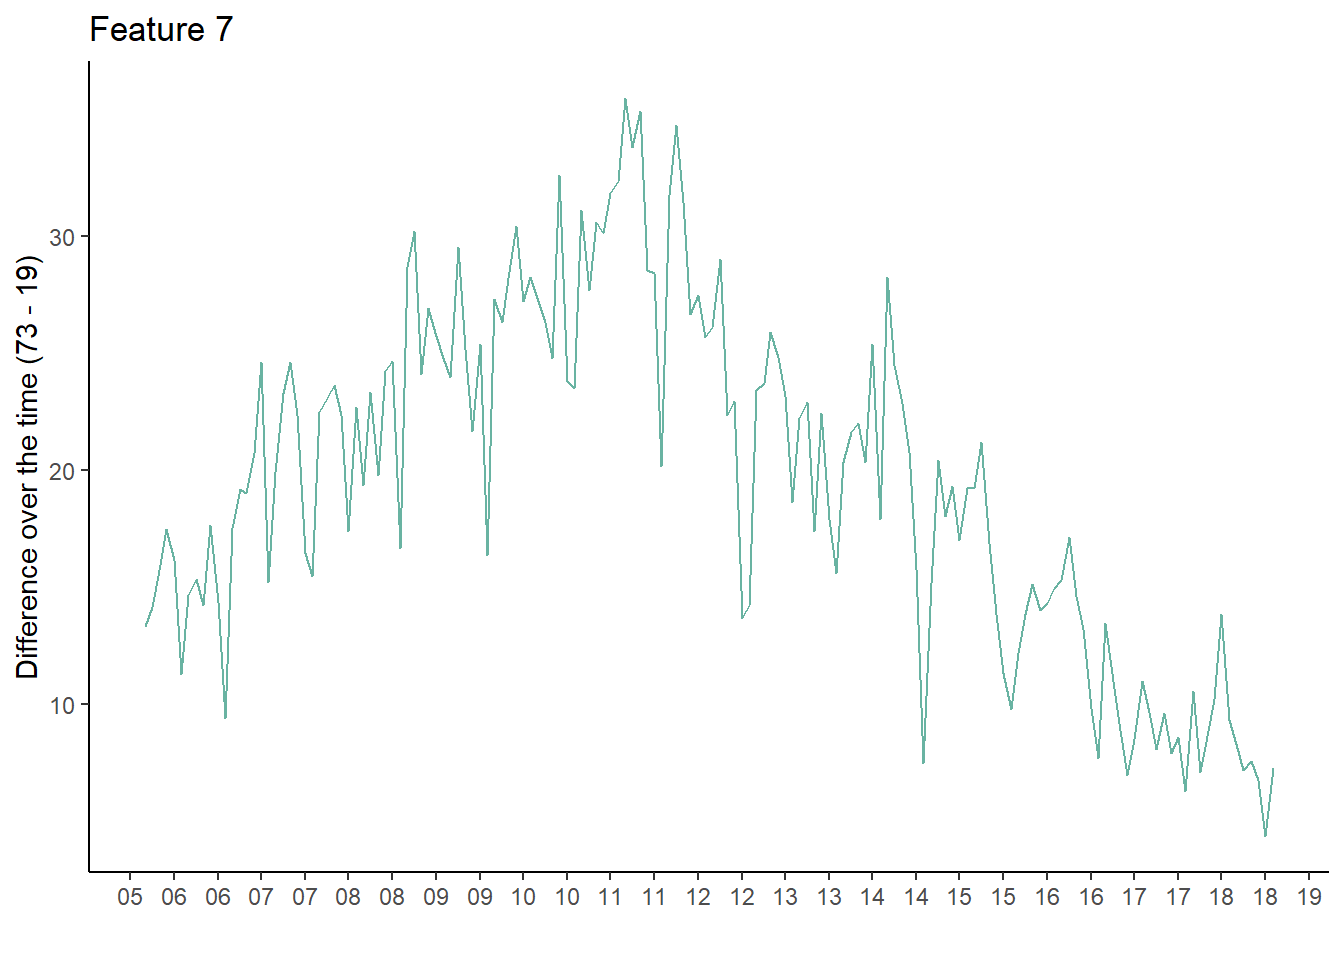 Feature 7
Difference over the time (73 - 19)
30
20
10
05 06 06 07 07 08 08 09 09 10 10 11 11 12 12 13 13 14 14 15 15 16 16 17 17 18 18 19